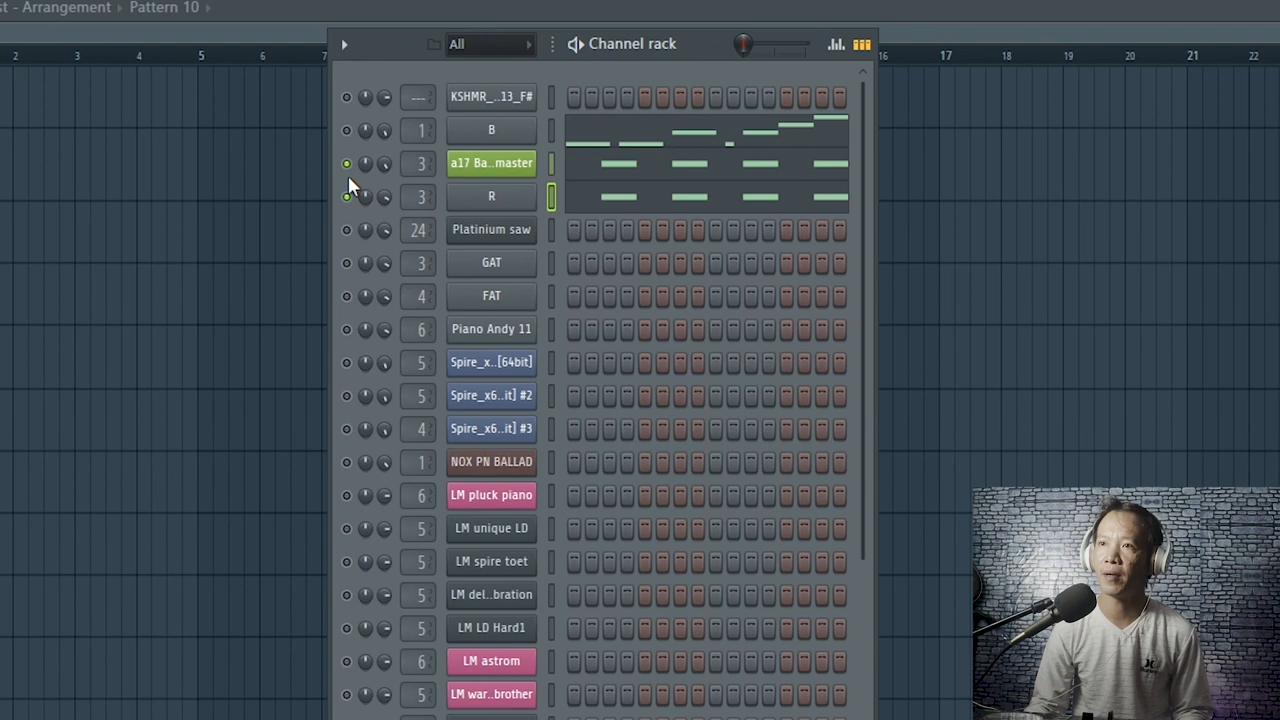 st - Arrangement ▸ Pattern 10 ▸
All Channel rack
2 3 4 5 6 7 16 17 18 19 20 21 22
--- KSHMR_..13_F#
1 B
3 a17 Ba..master
3 R
24 Platinium saw
3 GAT
4 FAT
6 Piano Andy 11
5 Spire_x..[64bit]
5 Spire_x6..it] #2
4 Spire_x6..it] #3
1 NOX PN BALLAD
6 LM pluck piano
5 LM unique LD
5 LM spire toet
5 LM del..bration
5 LM LD Hard1
6 LM astrom
5 LM war..brother